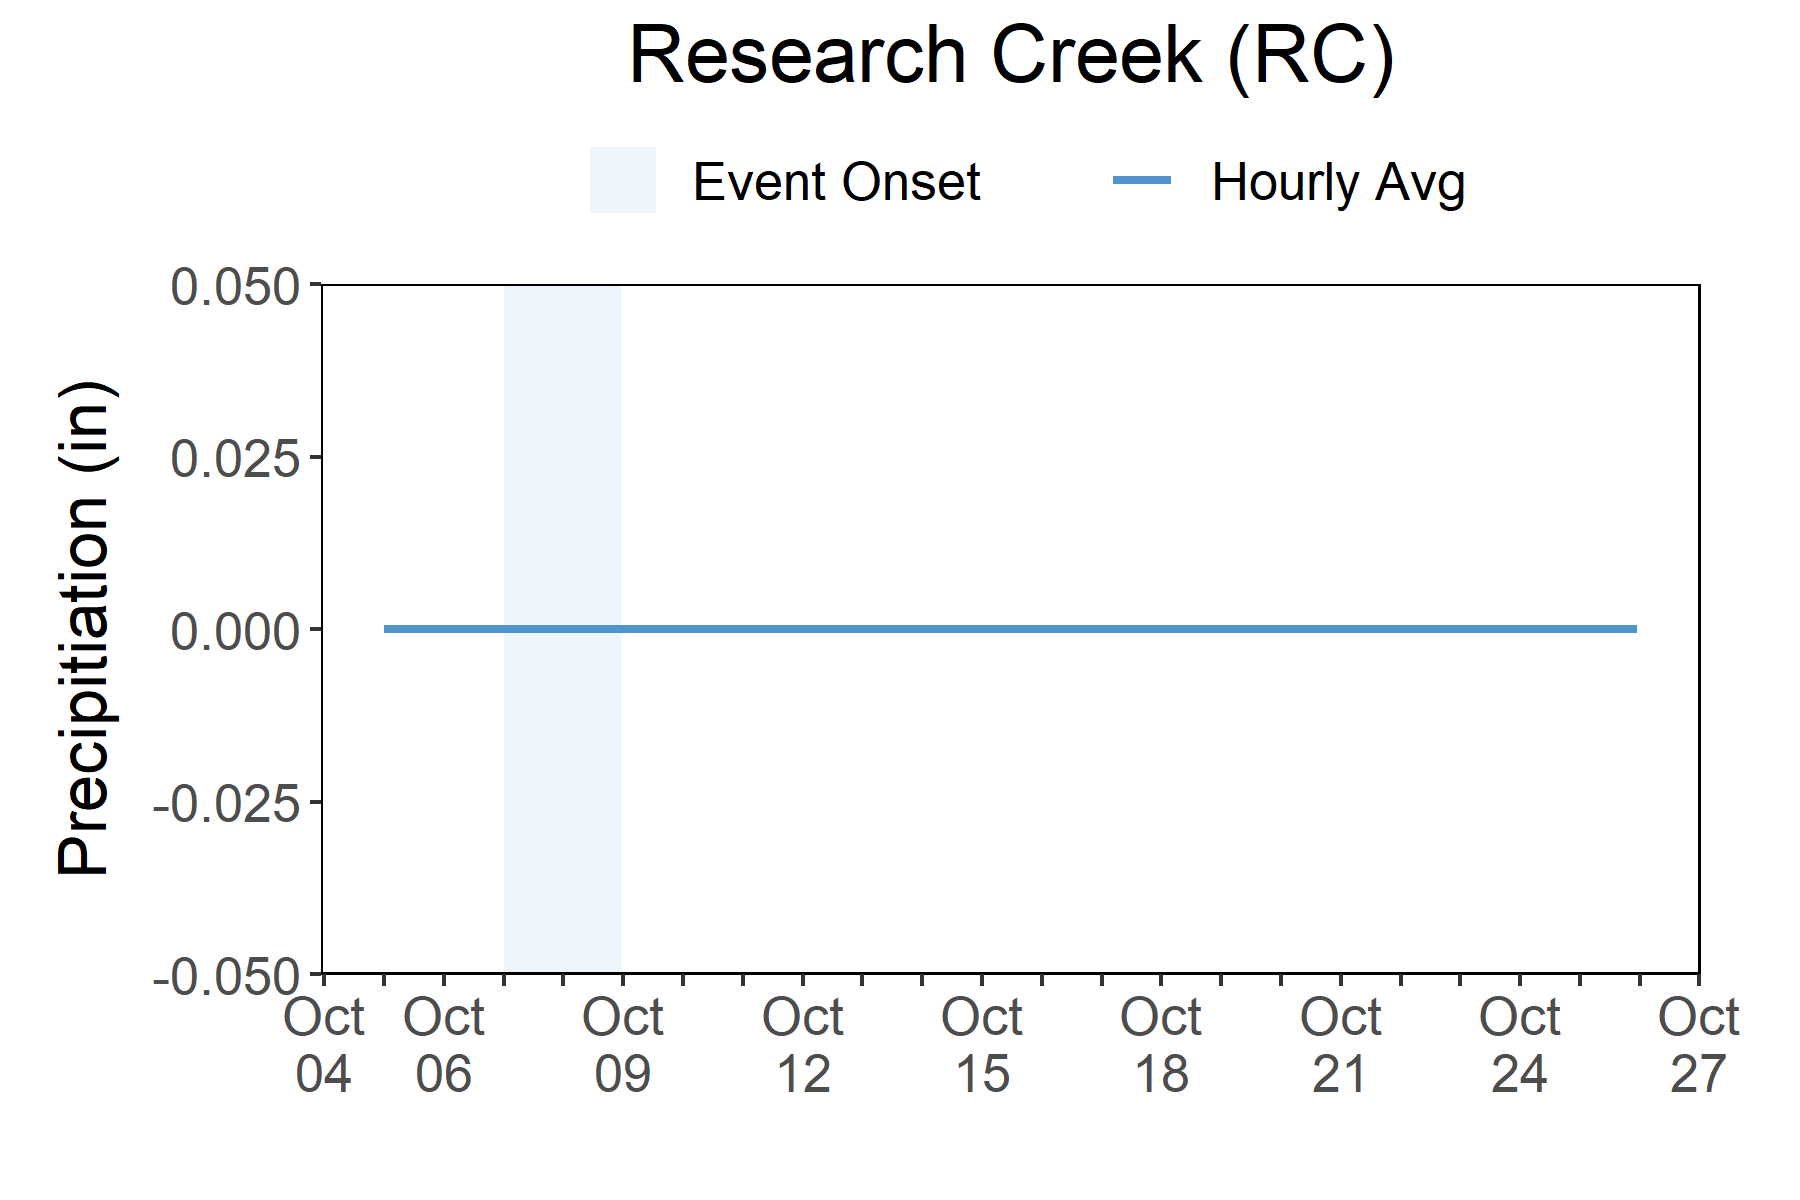 Research Creek (RC)
Event Onset
Hourly Avg
Precipitiation (in)
0.050
0.025
0.000
-0.025
-0.050
Oct 04
Oct 06
Oct 09
Oct 12
Oct 15
Oct 18
Oct 21
Oct 24
Oct 27